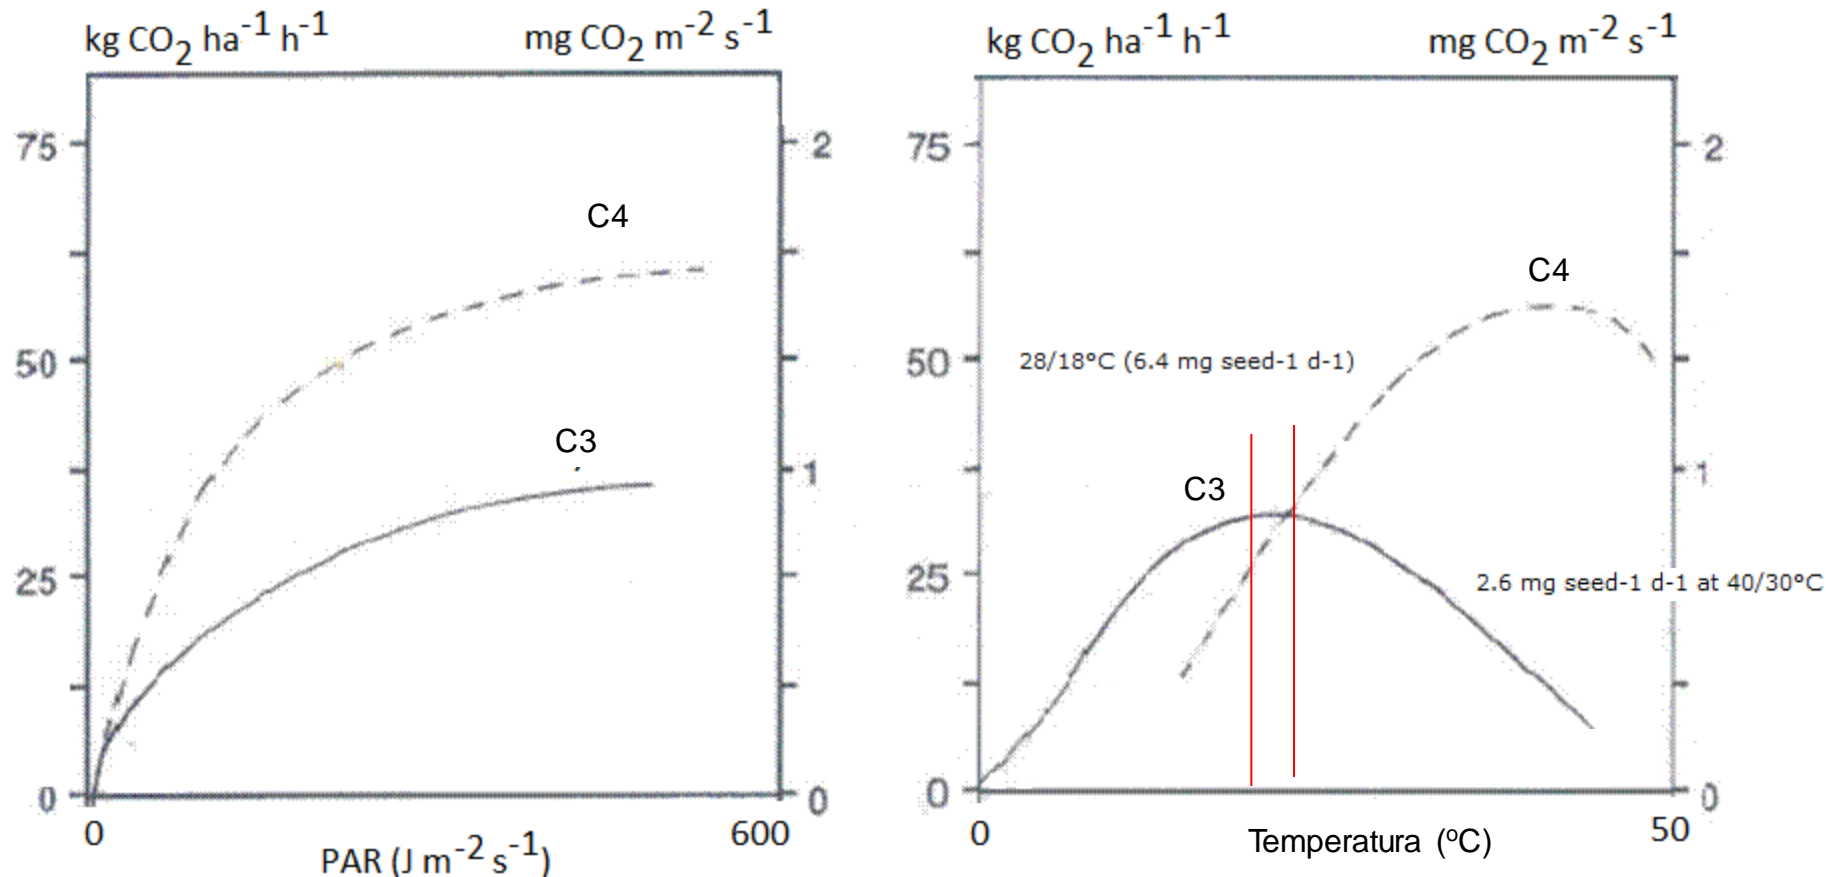 kg CO2 ha-1 h-1
mg CO2 m-2 s-1
75
50
25
0
2
1
0
C4
C3
0
600
PAR (J m-2 s-1)
kg CO2 ha-1 h-1
mg CO2 m-2 s-1
75
50
25
0
2
1
0
C4
28/18°C (6.4 mg seed-1 d-1)
C3
2.6 mg seed-1 d-1 at 40/30°C
0
50
Temperatura (ºC)